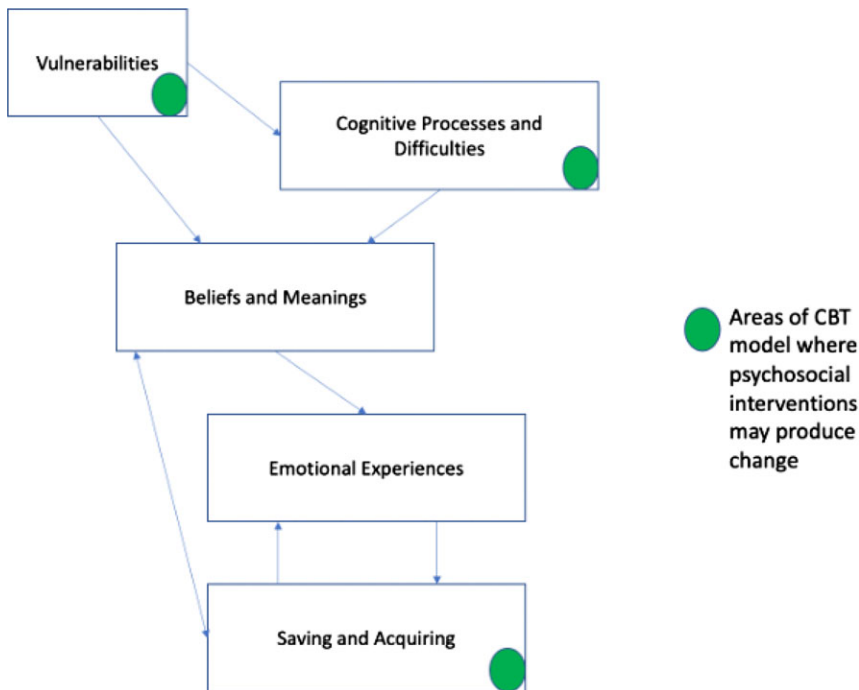 Vulnerabilities
Cognitive Processes and
Difficulties
Beliefs and Meanings
Emotional Experiences
Saving and Acquiring
Areas of CBT
model where
psychosocial
interventions
may produce
change